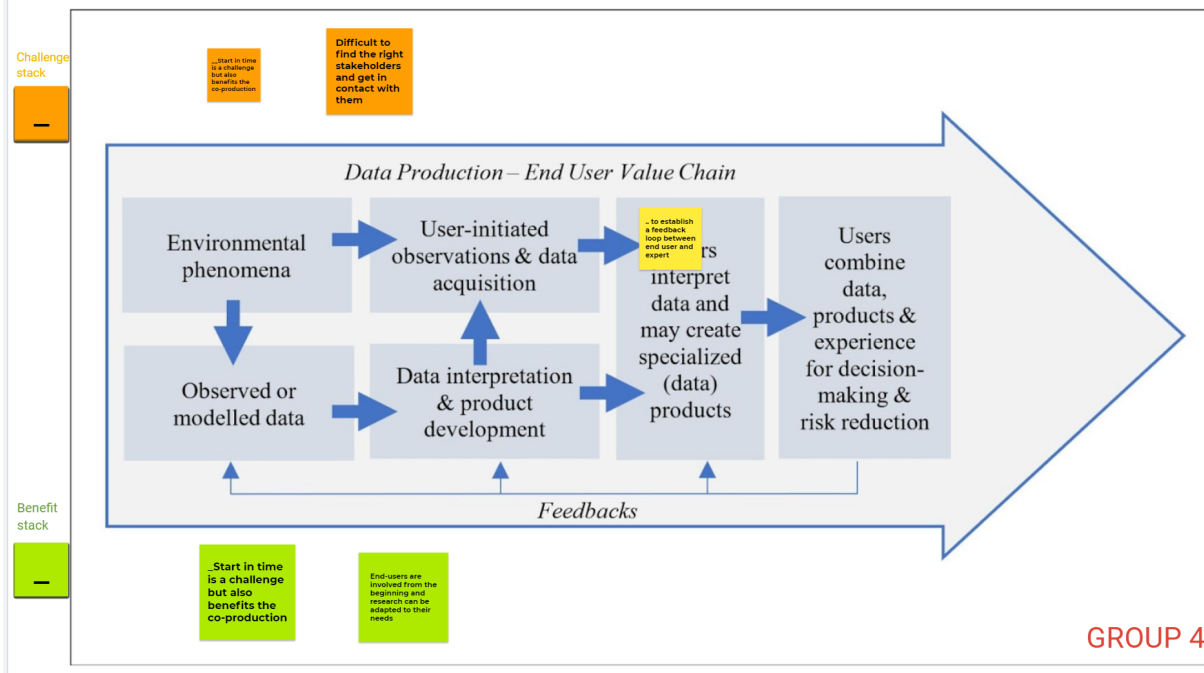 Challenge
stack
_
__Start in time
is a challenge
but also
benefits the
co-production
Difficult to
find the right
stakeholders
and get in
contact with
them
Data Production – End User Value Chain
Environmental
phenomena
User-initiated
observations & data
acquisition
.. to establish
a feedback
loop between
end user and
expert
interpret
data and
may create
specialized
(data)
products
Users
combine
data,
products &
experience
for decision-
making &
risk reduction
Observed or
modelled data
Data interpretation
& product
development
Feedbacks
Benefit
stack
_
_Start in time
is a challenge
but also
benefits the
co-production
End-users are
involved from the
beginning and
research can be
adapted to their
needs
GROUP 4